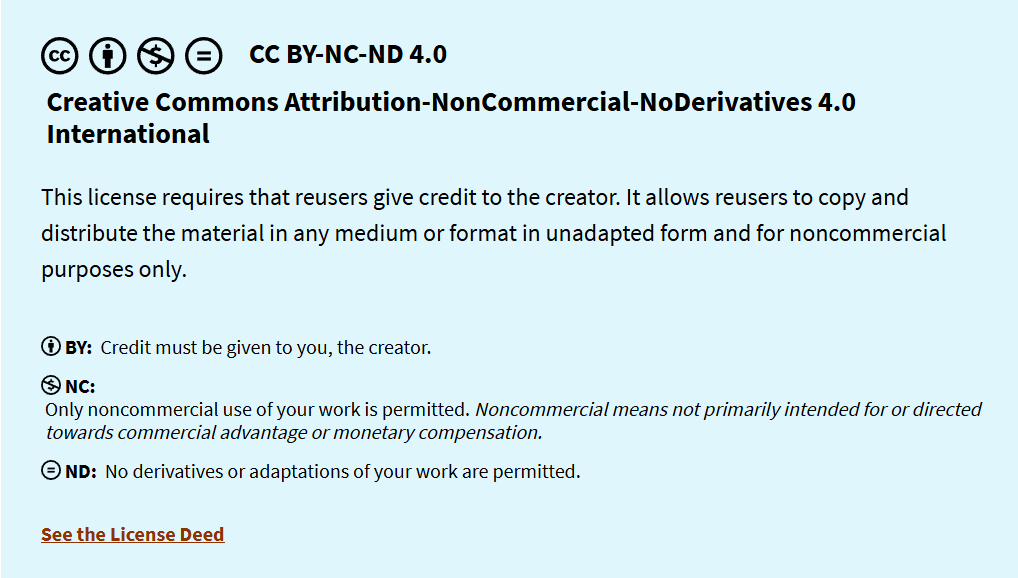 CC BY-NC-ND 4.0
Creative Commons Attribution-NonCommercial-NoDerivatives 4.0
International
This license requires that reusers give credit to the creator. It allows reusers to copy and
distribute the material in any medium or format in unadapted form and for noncommercial
purposes only.
BY: Credit must be given to you, the creator.
NC:
Only noncommercial use of your work is permitted. Noncommercial means not primarily intended for or directed
towards commercial advantage or monetary compensation.
ND: No derivatives or adaptations of your work are permitted.
See the License Deed